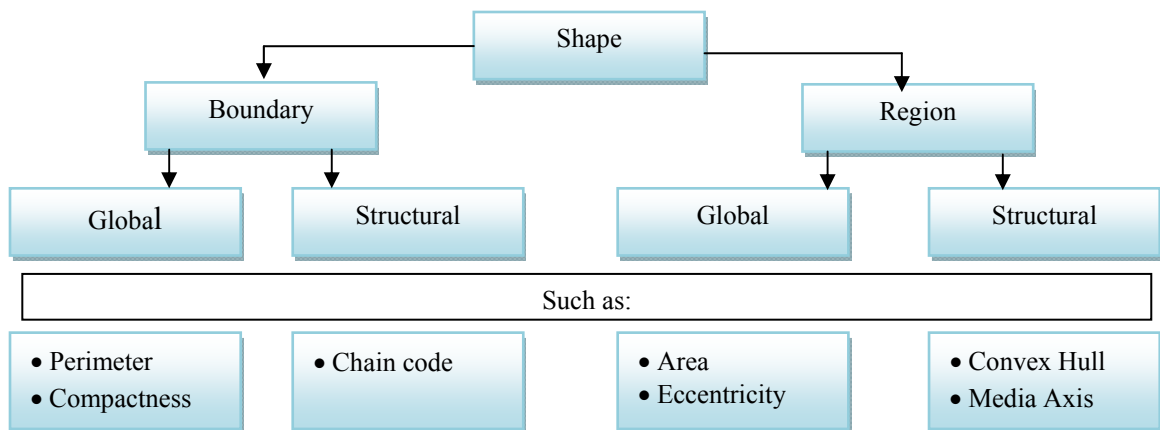 Shape
Boundary
Region
Global
Structural
Global
Structural
Such as:
• Perimeter
• Compactness
• Chain code
• Area
• Eccentricity
• Convex Hull
• Media Axis